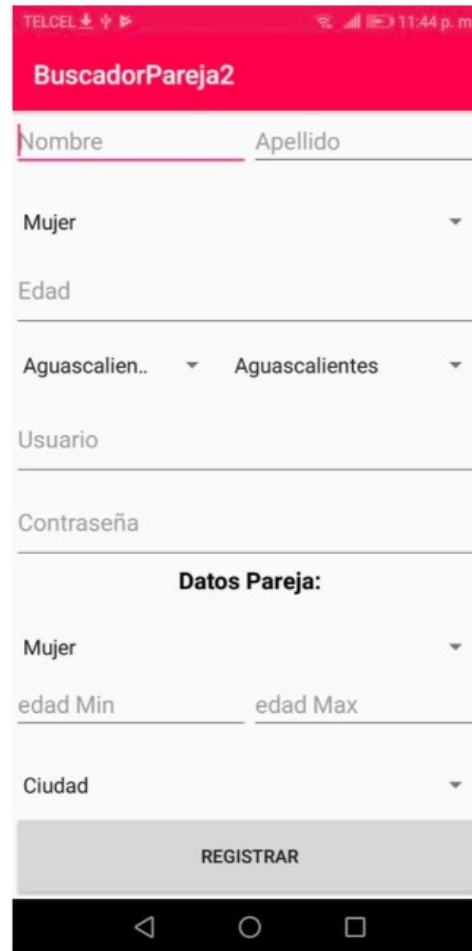 TELCEL 11:44 p. m
BuscadorPareja2
Nombre Apellido
Mujer
Edad
Aguascalien.. Aguascalientes
Usuario
Contraseña
Datos Pareja:
Mujer
edad Min edad Max
Ciudad
REGISTRAR